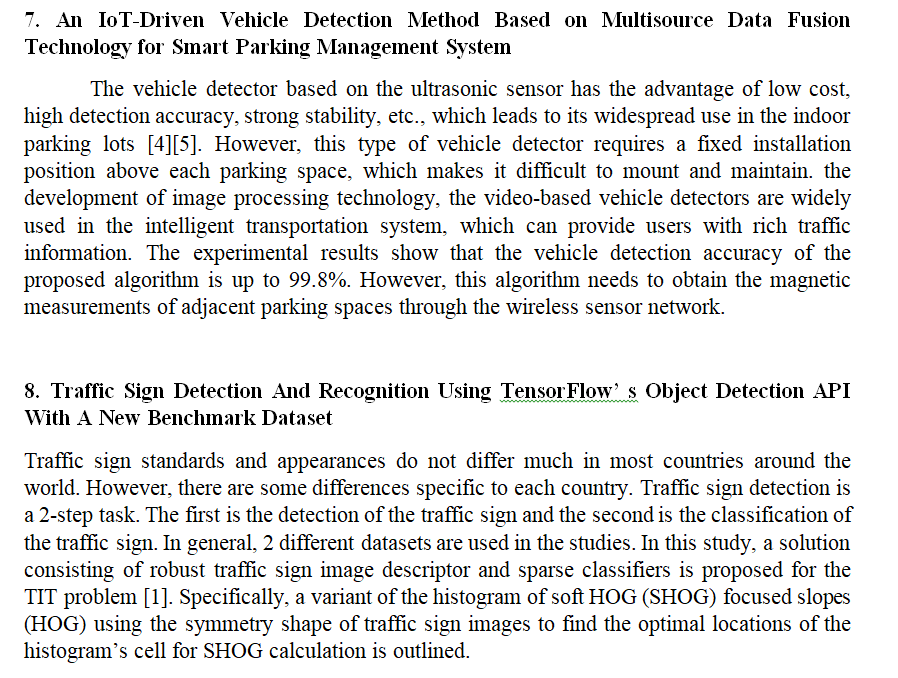 7. An IoT-Driven Vehicle Detection Method Based on Multisource Data Fusion
Technology for Smart Parking Management System
The vehicle detector based on the ultrasonic sensor has the advantage of low cost,
high detection accuracy, strong stability, etc., which leads to its widespread use in the indoor
parking lots [4][5]. However, this type of vehicle detector requires a fixed installation
position above each parking space, which makes it difficult to mount and maintain. the
development of image processing technology, the video-based vehicle detectors are widely
used in the intelligent transportation system, which can provide users with rich traffic
information. The experimental results show that the vehicle detection accuracy of the
proposed algorithm is up to 99.8%. However, this algorithm needs to obtain the magnetic
measurements of adjacent parking spaces through the wireless sensor network.
8. Traffic Sign Detection And Recognition Using TensorFlow’ s Object Detection API
With A New Benchmark Dataset
Traffic sign standards and appearances do not differ much in most countries around the
world. However, there are some differences specific to each country. Traffic sign detection is
a 2-step task. The first is the detection of the traffic sign and the second is the classification of
the traffic sign. In general, 2 different datasets are used in the studies. In this study, a solution
consisting of robust traffic sign image descriptor and sparse classifiers is proposed for the
TIT problem [1]. Specifically, a variant of the histogram of soft HOG (SHOG) focused slopes
(HOG) using the symmetry shape of traffic sign images to find the optimal locations of the
histogram’s cell for SHOG calculation is outlined.